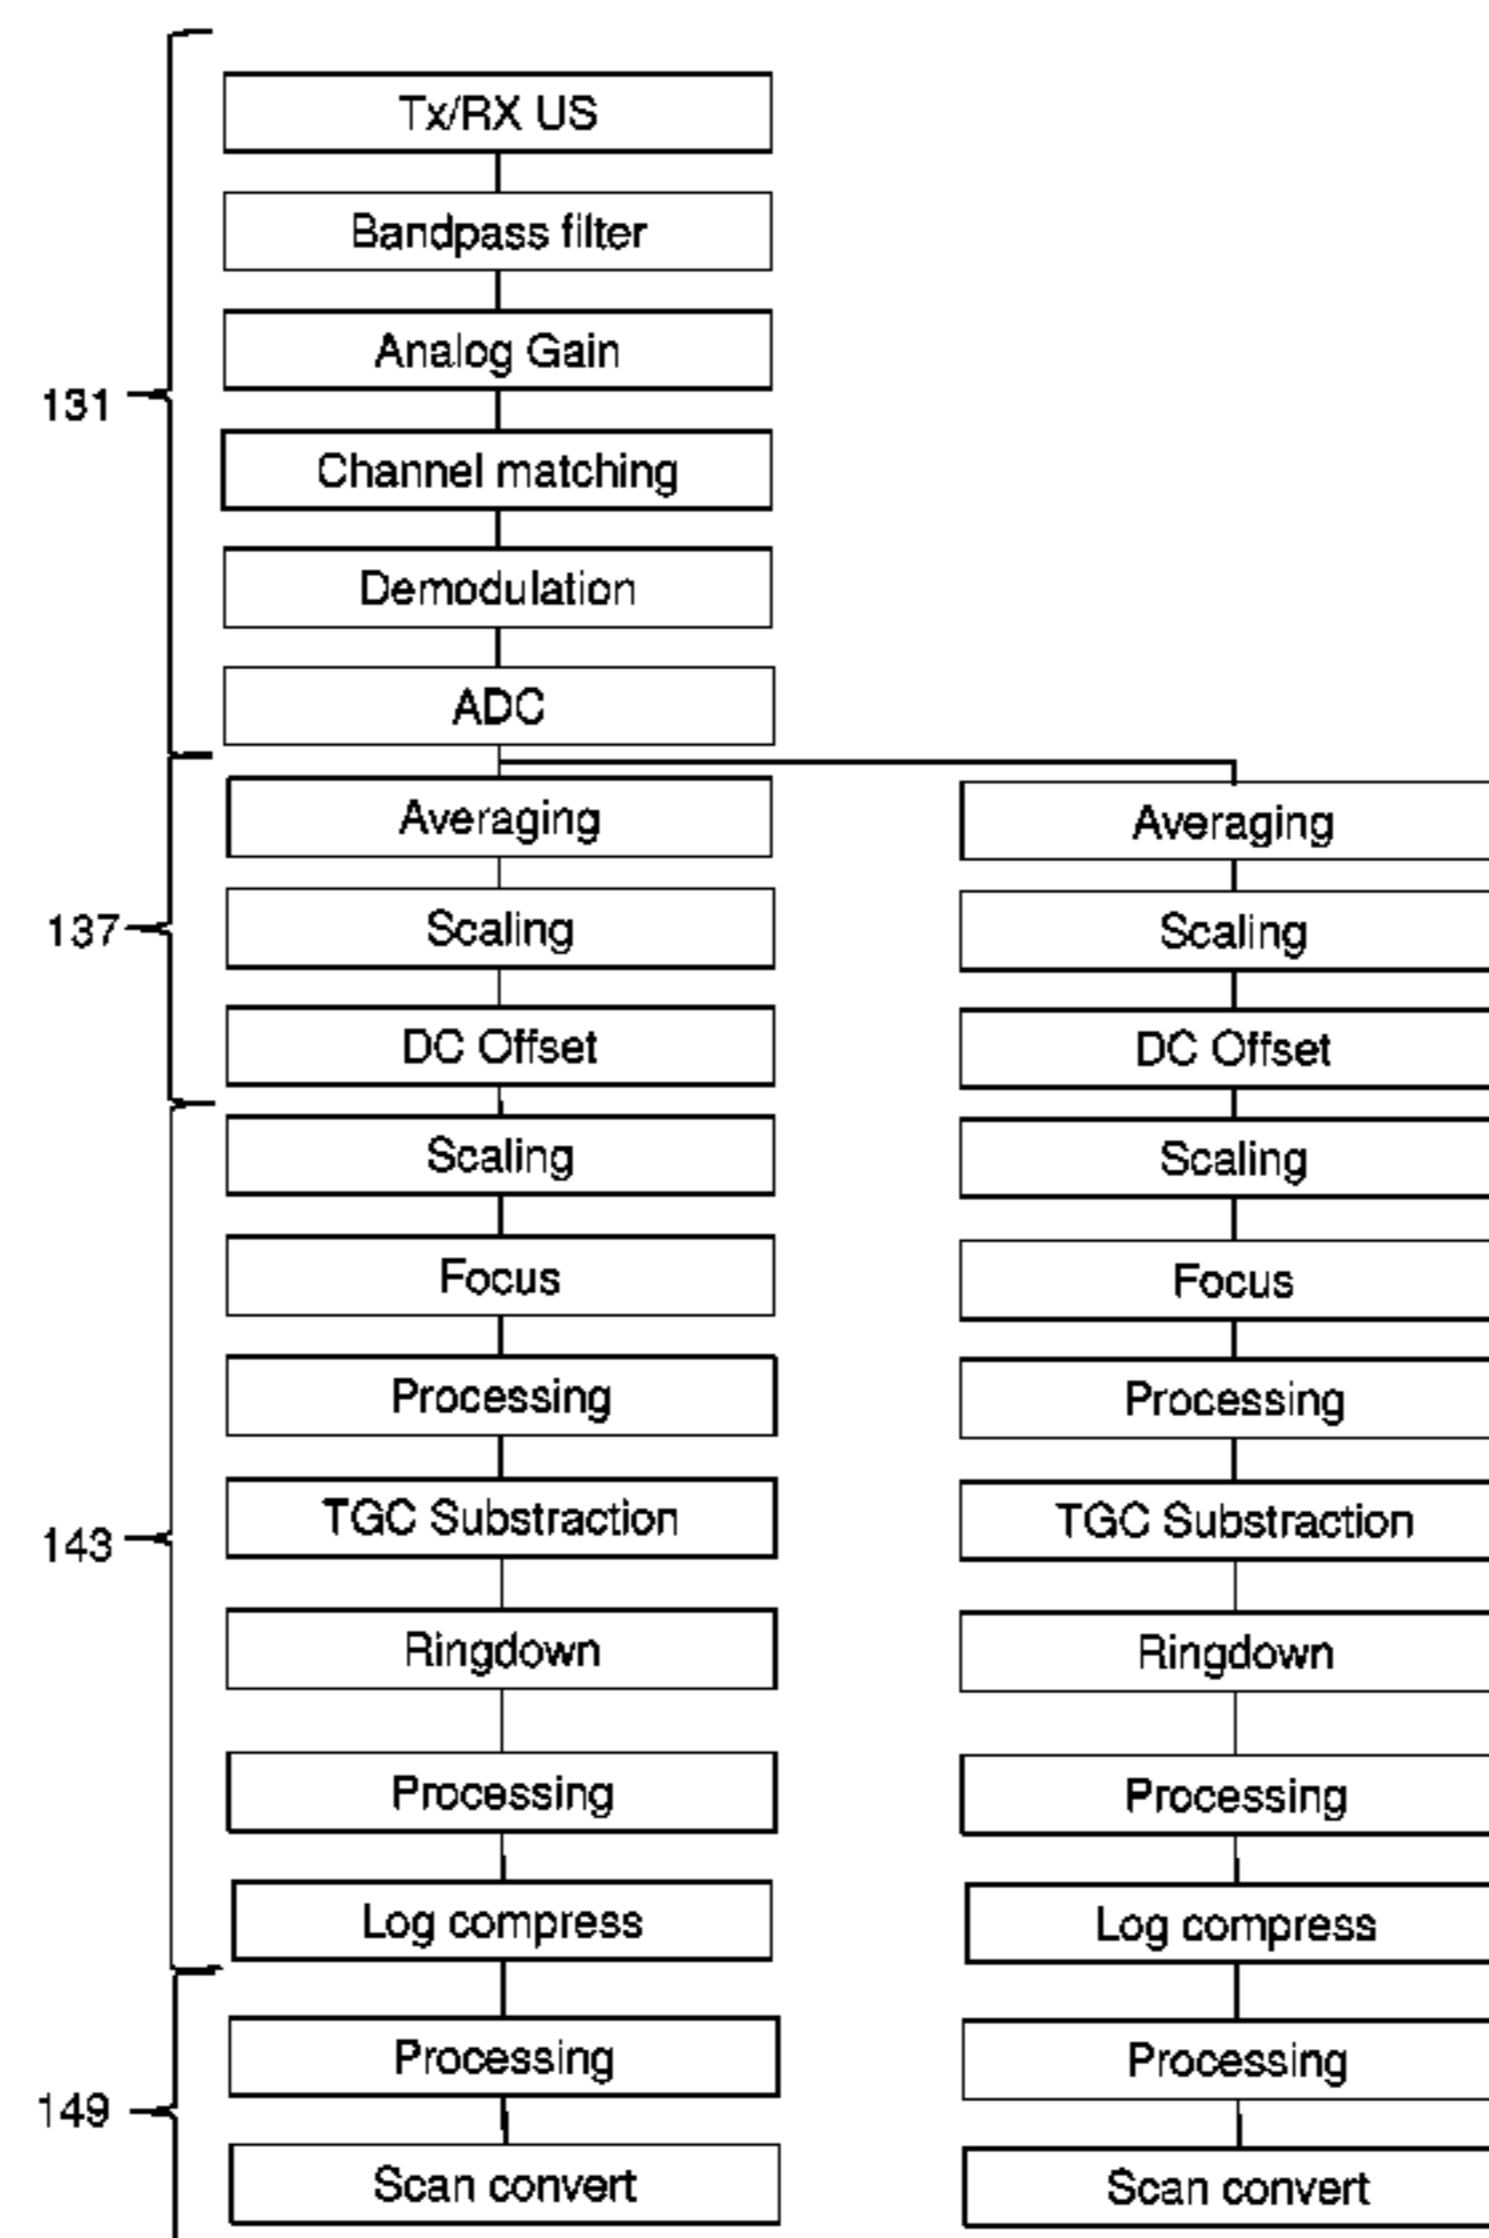 Tx/RX US
Bandpass filter
Analog Gain
131
Channel matching
Demodulation
ADC
Averaging
Scaling
137
DC Offset
Scaling
Focus
Processing
TGC Substraction
143
Ringdown
Processing
Log compress
Processing
149
Scan convert
Averaging
Scaling
DC Offset
Scaling
Focus
Processing
TGC Substraction
Ringdown
Processing
Log compress
Processing
Scan convert